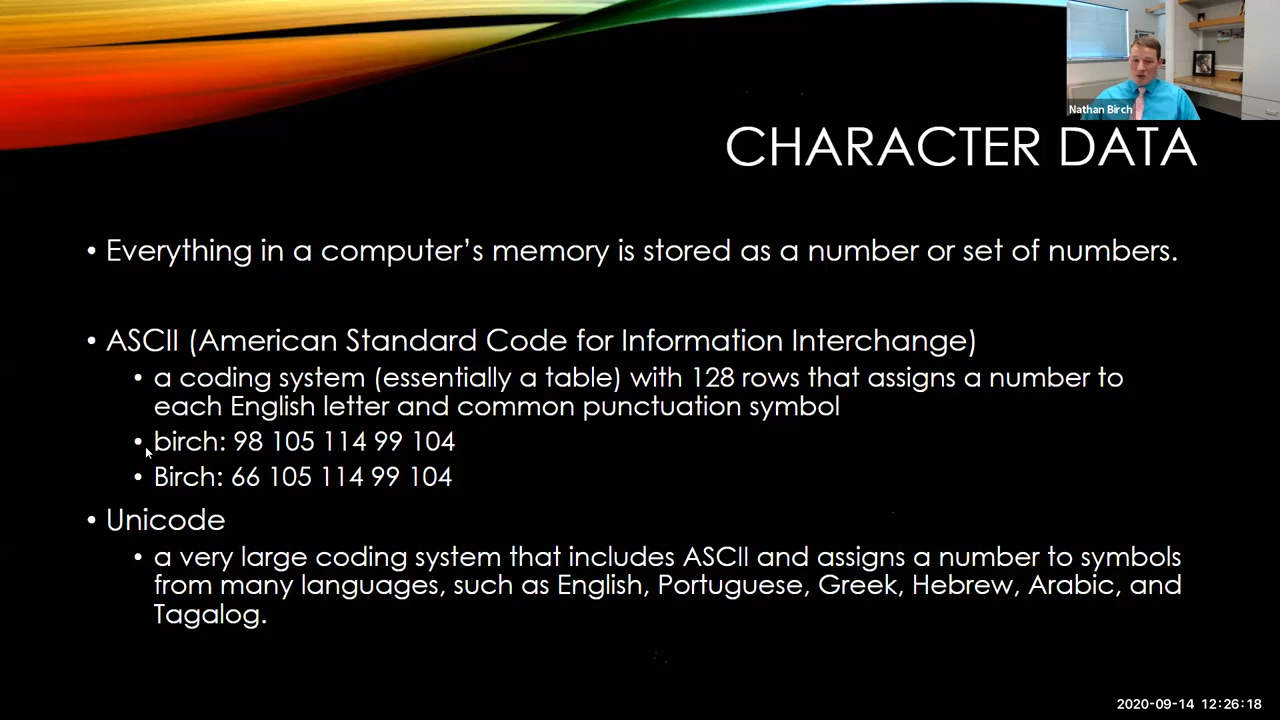 Nathan Birch
CHARACTER DATA
• Everything in a computer’s memory is stored as a number or set of numbers.
• ASCII (American Standard Code for Information Interchange)
• a coding system (essentially a table) with 128 rows that assigns a number to
each English letter and common punctuation symbol
• birch: 98 105 114 99 104
• Birch: 66 105 114 99 104
• Unicode
• a very large coding system that includes ASCII and assigns a number to symbols
from many languages, such as English, Portuguese, Greek, Hebrew, Arabic, and
Tagalog.
2020-09-14 12:26:18